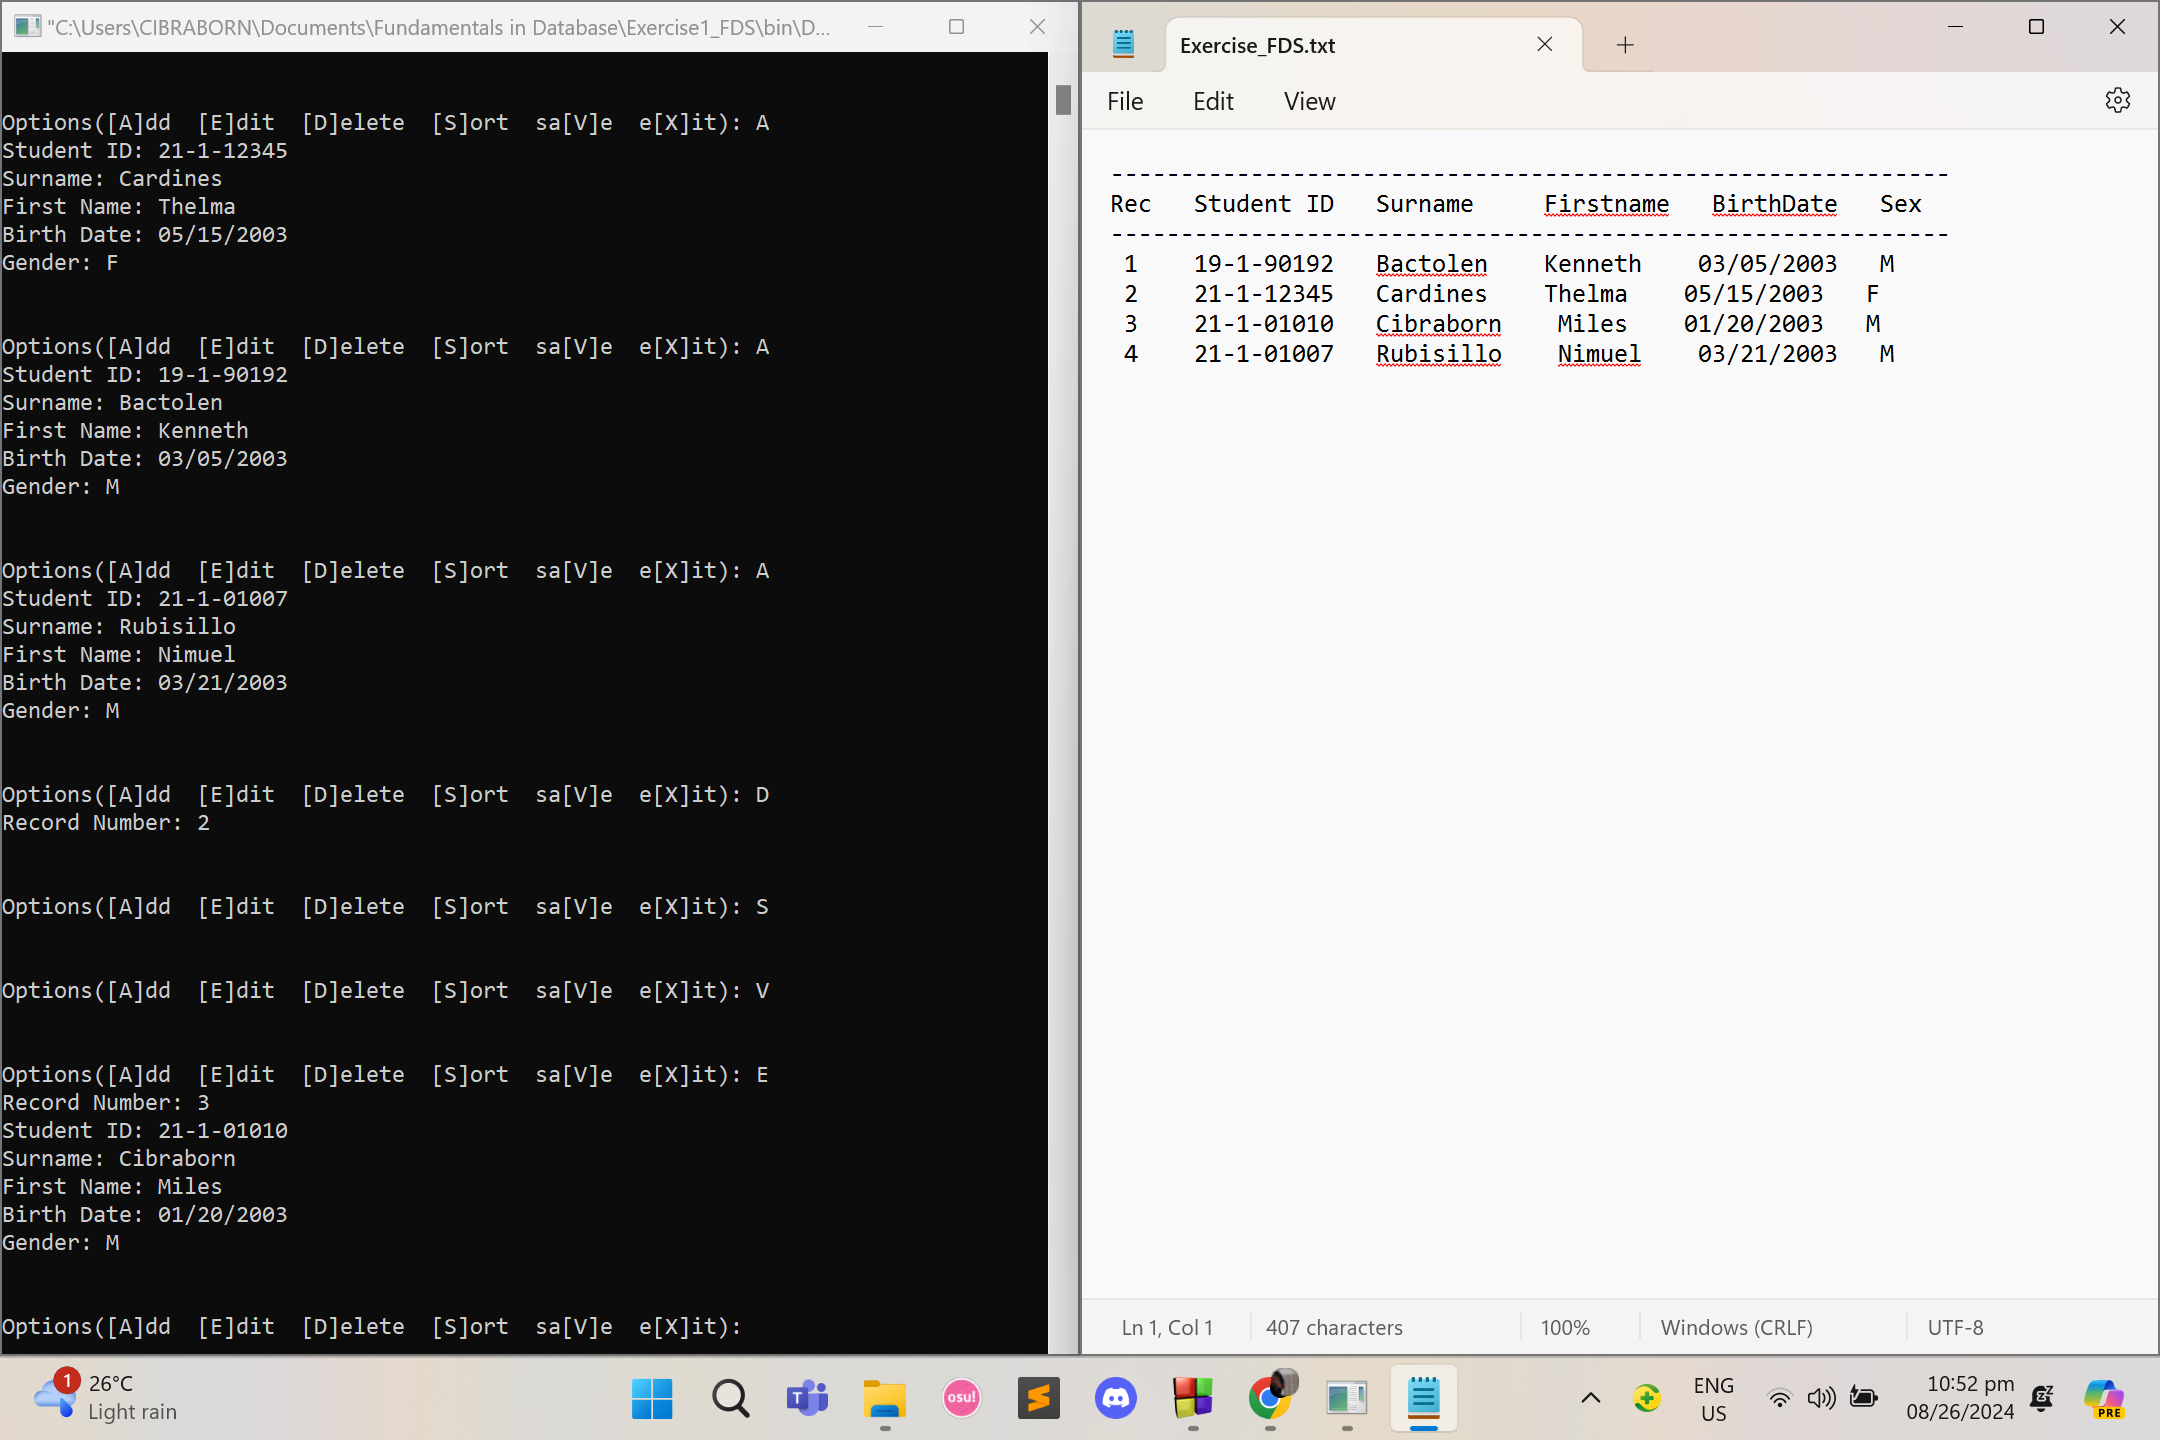 "C:\Users\CIBRABORN\Documents\Fundamentals in Database\Exercise1_FDS\bin\D...
Options([A]dd  [E]dit  [D]elete  [S]ort  sa[V]e  e[X]it): A
Student ID: 21-1-12345
Surname: Cardines
First Name: Thelma
Birth Date: 05/15/2003
Gender: F
Options([A]dd  [E]dit  [D]elete  [S]ort  sa[V]e  e[X]it): A
Student ID: 19-1-90192
Surname: Bactolen
First Name: Kenneth
Birth Date: 03/05/2003
Gender: M
Options([A]dd  [E]dit  [D]elete  [S]ort  sa[V]e  e[X]it): A
Student ID: 21-1-01007
Surname: Rubisillo
First Name: Nimuel
Birth Date: 03/21/2003
Gender: M
Options([A]dd  [E]dit  [D]elete  [S]ort  sa[V]e  e[X]it): D
Record Number: 2
Options([A]dd  [E]dit  [D]elete  [S]ort  sa[V]e  e[X]it): S
Options([A]dd  [E]dit  [D]elete  [S]ort  sa[V]e  e[X]it): V
Options([A]dd  [E]dit  [D]elete  [S]ort  sa[V]e  e[X]it): E
Record Number: 3
Student ID: 21-1-01010
Surname: Cibraborn
First Name: Miles
Birth Date: 01/20/2003
Gender: M
Options([A]dd  [E]dit  [D]elete  [S]ort  sa[V]e  e[X]it):
Exercise_FDS.txt
File Edit View
------------------------------------------------------------
Rec   Student ID   Surname     Firstname   BirthDate   Sex
------------------------------------------------------------
1    19-1-90192   Bactolen    Kenneth    03/05/2003   M
2    21-1-12345   Cardines    Thelma    05/15/2003   F
3    21-1-01010   Cibraborn    Miles    01/20/2003   M
4    21-1-01007   Rubisillo    Nimuel    03/21/2003   M
Ln 1, Col 1 407 characters 100% Windows (CRLF) UTF-8
1
26°C
Light rain
T
osu!
ENG
US
10:52 pm
08/26/2024
PRE